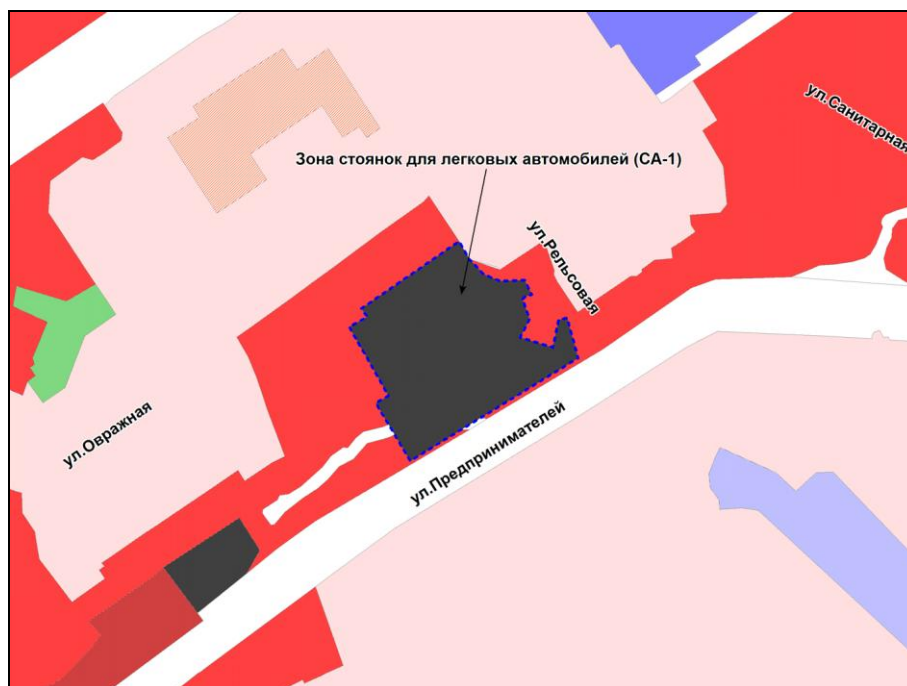 ул.Санитарная
Зона стоянок для легковых автомобилей (СА-1)
ул.Рельсовая
ул.Овражная
ул.Предпринимателей